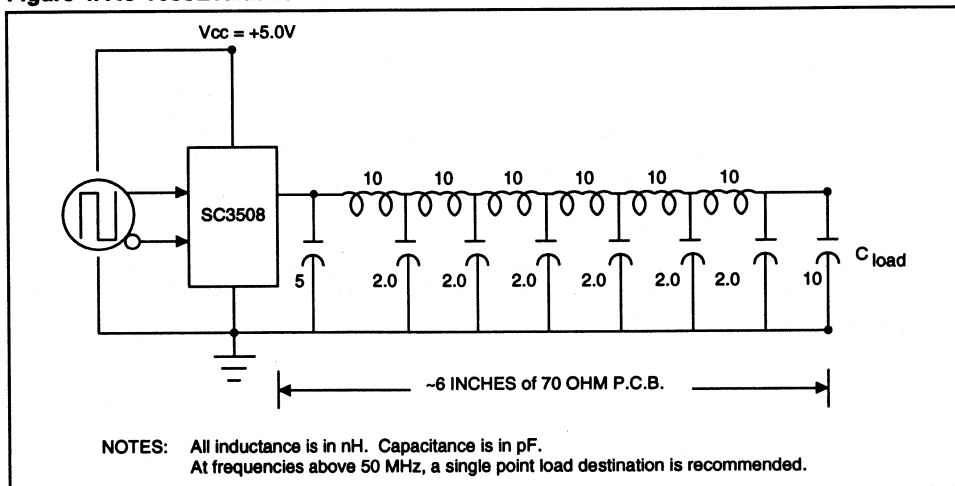 Figure
Vcc = +5.0V
10 10 10 10 10 10
SC3508
C load
5 2.0 2.0 2.0 2.0 2.0 2.0 10
~6 INCHES of 70 OHM P.C.B.
NOTES: All inductance is in nH. Capacitance is in pF.
At frequencies above 50 MHz, a single point load destination is recommended.